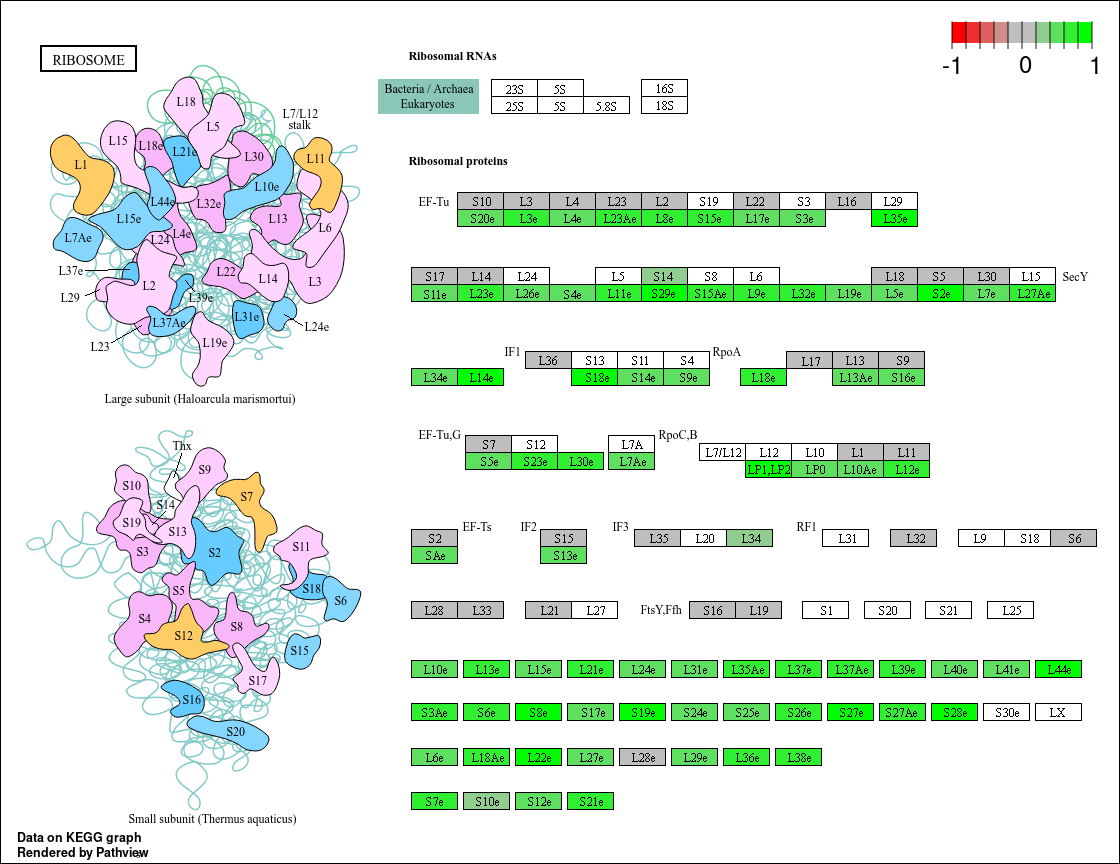 RIBOSOME
-1 0 1
Ribosomal RNAs
Bacteria / Archaea
Eukaryotes
23S 5S 16S
25S 5S 5.8S 18S
Ribosomal proteins
EF-Tu S10 L3 L4 L23 L2 S19 L22 S3 L16 L29
S20e L3e L4e L23Ae L8e S15e L17e S3e L35e
S17 L14 L24 L5 S14 S8 L6 L18 S5 L30 L15 SecY
S11e L23e L26e S4e L11e S29e S15Ae L9e L32e L19e L5e S2e L7e L27Ae
IF1 L36 S13 S11 S4 RpoA L17 L13 S9
L34e L14e S18e S14e S9e L18e L13Ae S16e
EF-Tu,G S7 S12 L7A RpoC,B L7/L12 L12 L10 L1 L11
S5e S23e L30e L7Ae LP1,LP2 LP0 L10Ae L12e
S2 EF-Ts IF2 S15 IF3 L35 L20 L34 RF1 L31 L32 L9 S18 S6
SAe S13e
L28 L33 L21 L27 FtsY,Ffh S16 L19 S1 S20 S21 L25
L10e L13e L15e L21e L24e L31e L35Ae L37e L37Ae L39e L40e L41e L44e
S3Ae S6e S8e S17e S19e S24e S25e S26e S27e S27Ae S28e S30e LX
L6e L18Ae L22e L27e L28e L29e L36e L38e
S7e S10e S12e S21e
L18
L5
L7/L12
stalk
L15
L18e
L21e
L30
L11
L1
L10e
L44e
L32e
L15e
L13
L6
L7Ae
L24
L4e
L37e
L22
L14
L3
L2
L29
L39e
L37Ae
L31e
L24e
L23
L19e
Large subunit (Haloarcula marismortui)
Thx
S9
S10
S7
S14
S19
S13
S3
S2
S11
S5
S18
S6
S4
S12
S8
S15
S17
S16
S20
Small subunit (Thermus aquaticus)
Data on KEGG graph
Rendered by Pathview